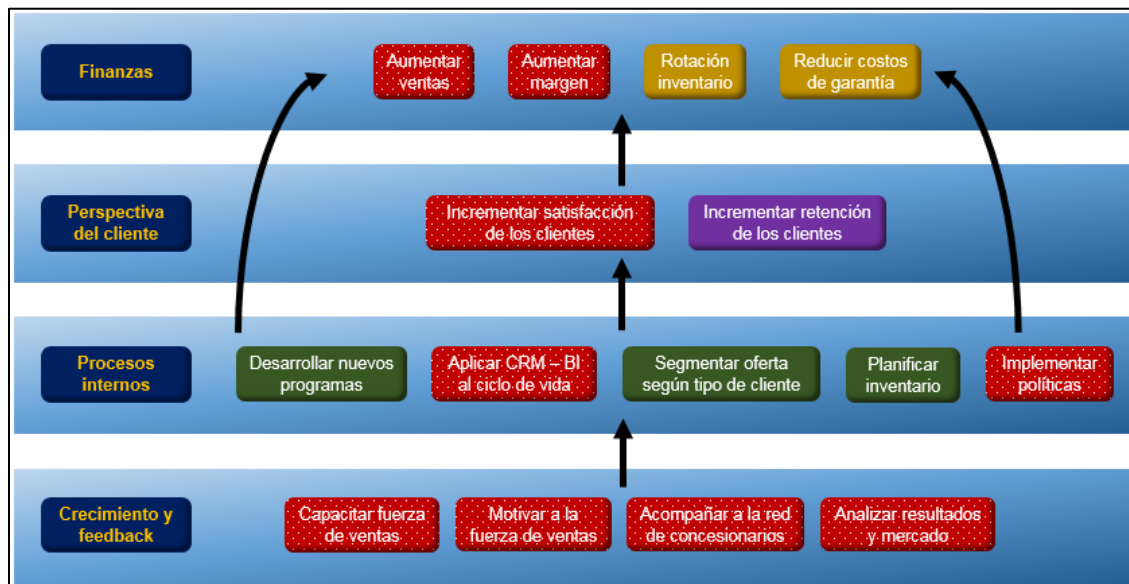 Finanzas
Aumentar
ventas
Aumentar
margen
Rotación
inventario
Reducir costos
de garantía
Perspectiva
del cliente
Incrementar satisfacción
de los clientes
Incrementar retención
de los clientes
Procesos
internos
Desarrollar nuevos
programas
Aplicar CRM – BI
al ciclo de vida
Segmentar oferta
según tipo de cliente
Planificar
inventario
Implementar
políticas
Crecimiento y
feedback
Capacitar fuerza
de ventas
Motivar a la
fuerza de ventas
Acompañar a la red
de concesionarios
Analizar resultados
y mercado